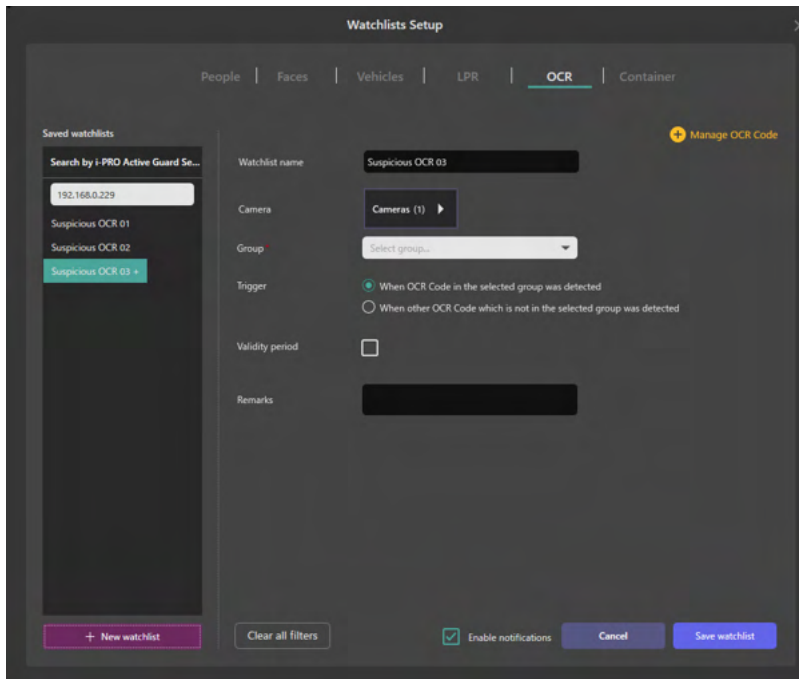 Watchlists Setup
People
Faces
Vehicles
LPR
OCR
Container
Saved watchlists
Manage OCR Code
Search by i-PRO Active Guard Se...
192.168.0.229
Suspicious OCR 01
Suspicious OCR 02
Suspicious OCR 03 +
New watchlist
Watchlist name
Suspicious OCR 03
Camera
Cameras (1)
Group*
Select group...
Trigger
When OCR Code in the selected group was detected
When other OCR Code which is not in the selected group was detected
Validity period
Remarks
Clear all filters
Enable notifications
Cancel
Save watchlist